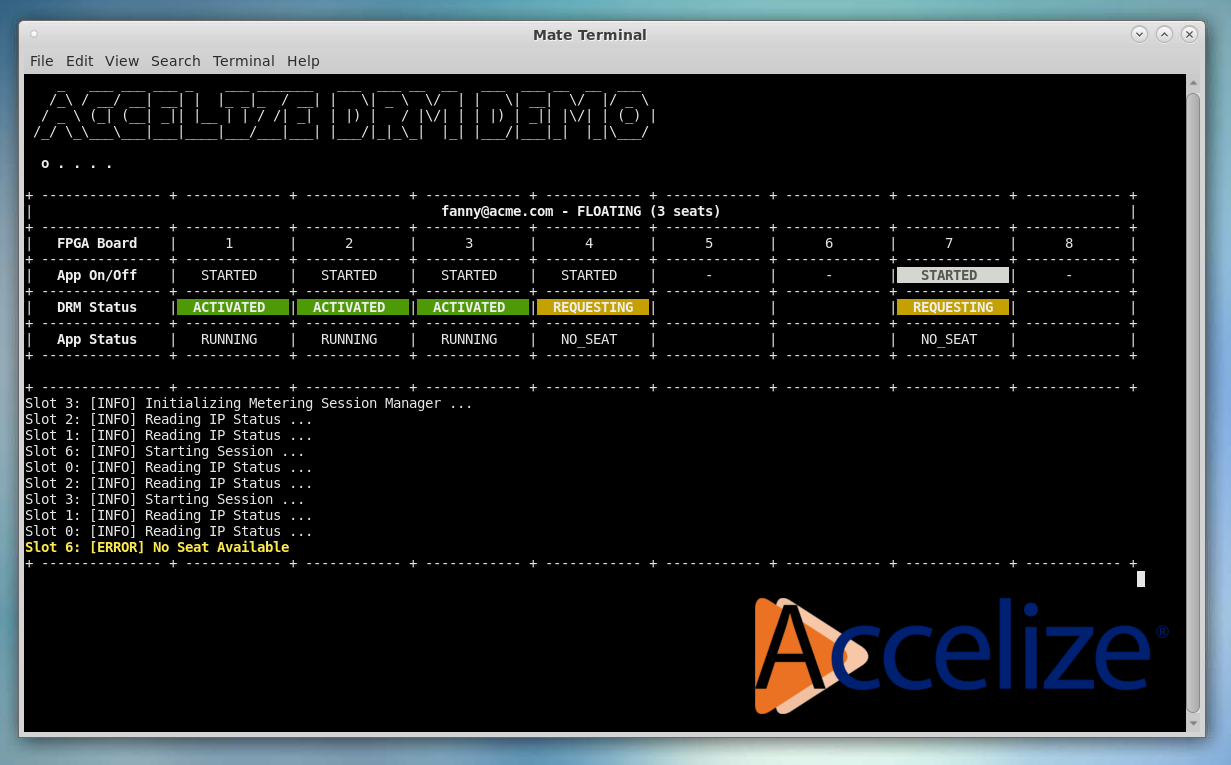 Mate Terminal
File Edit View Search Terminal Help
ACCELIZE DRM DEMO
o . . . .
fanny@acme.com - FLOATING (3 seats)
FPGA Board | 1 | 2 | 3 | 4 | 5 | 6 | 7 | 8
App On/Off | STARTED | STARTED | STARTED | STARTED | - | - | STARTED | -
DRM Status | ACTIVATED | ACTIVATED | ACTIVATED | REQUESTING | | | REQUESTING |
App Status | RUNNING | RUNNING | RUNNING | NO_SEAT | | | NO_SEAT |
Slot 3: [INFO] Initializing Metering Session Manager ...
Slot 2: [INFO] Reading IP Status ...
Slot 1: [INFO] Reading IP Status ...
Slot 6: [INFO] Starting Session ...
Slot 0: [INFO] Reading IP Status ...
Slot 2: [INFO] Reading IP Status ...
Slot 3: [INFO] Starting Session ...
Slot 1: [INFO] Reading IP Status ...
Slot 0: [INFO] Reading IP Status ...
Slot 6: [ERROR] No Seat Available
Accelize®